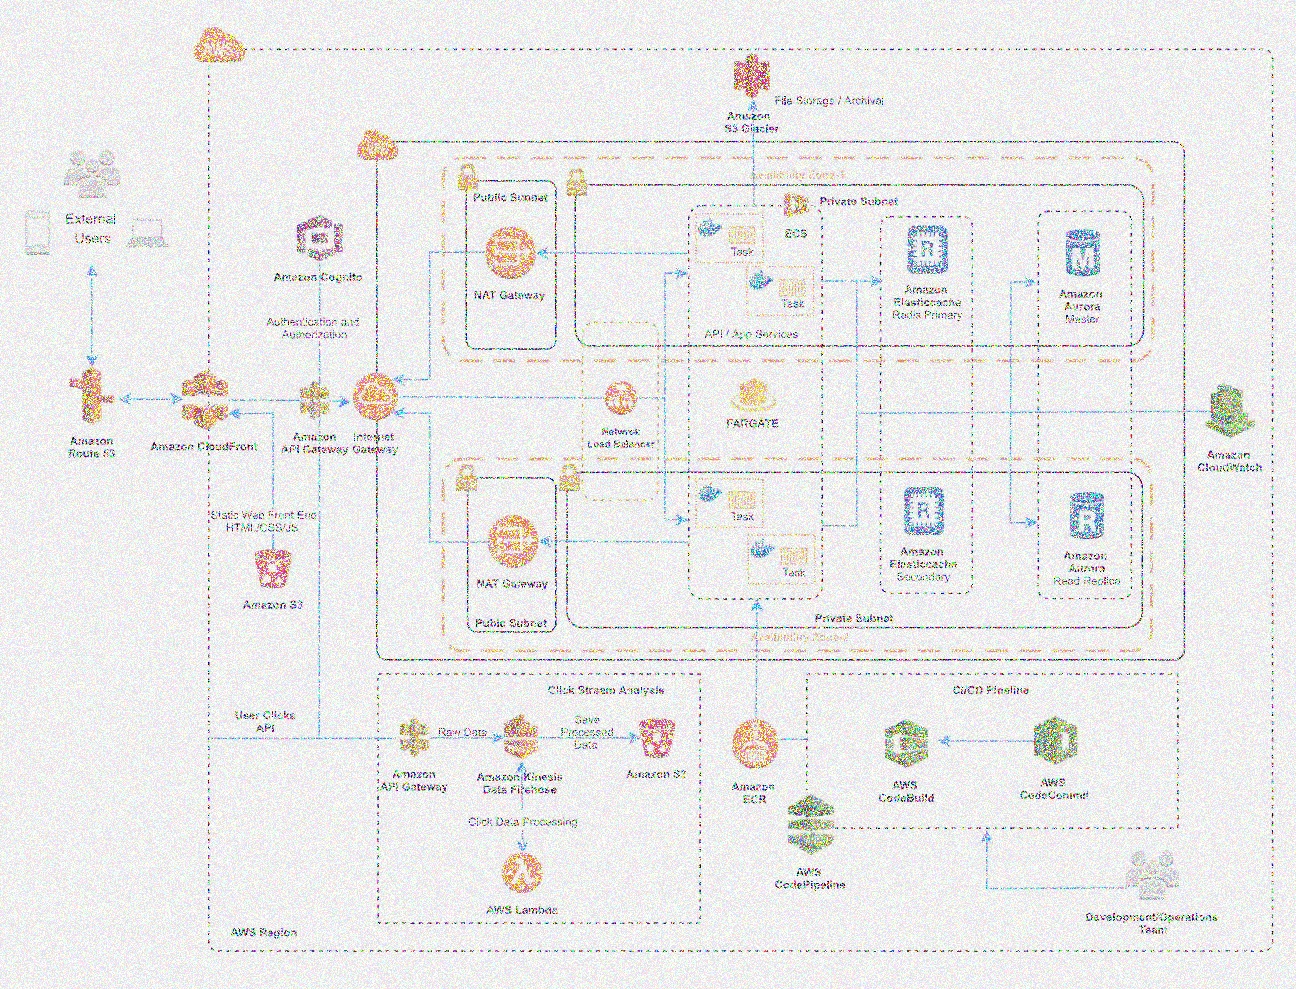 AWS
File Storage / Archival
Amazon
S3 Glacier
External
Users
Amazon Cognito
Authentication and
Authorization
Public Sunnet
NAT Gateway
Availability Zone-1
Private Subnet
ECS
Task
Task
API / App Services
Amazon
Elasticache
Redis Primary
Amazon
Aurora
Master
Amazon
Route 53
Amazon CloudFront
Amazon
API Gateway
Internet
Gateway
Network
Load Balancer
FARGATE
Amazon
CloudWatch
Static Web Front End
HTML/CSS/JS
Amazon S3
NAT Gateway
Pubic Subnet
Task
Task
Amazon
Elasticache
Secondary
Amazon
Aurora
Read Replica
Private Subnet
Availability Zone-2
User Clicks
API
Click Stream Analysis
Raw Data
Save
Processed
Data
Amazon
API Gateway
Amazon Kinesis
Data Firehose
Amazon S3
Click Data Processing
AWS Lambda
Amazon
ECR
CI/CD Pipeline
AWS
CodeBuild
AWS
CodeCommit
AWS
CodePipeline
Development/Operations
Team
AWS Region